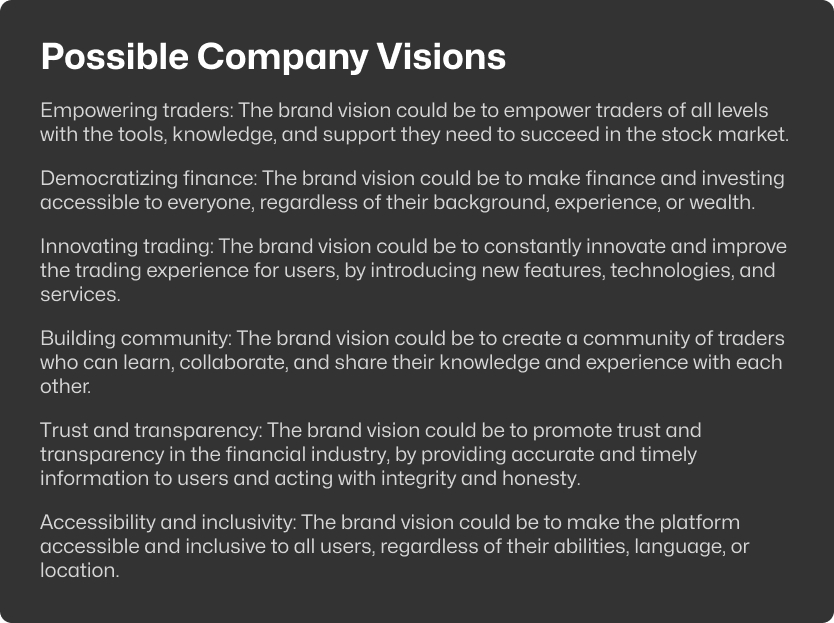 Possible Company Visions
Empowering traders: The brand vision could be to empower traders of all levels
with the tools, knowledge, and support they need to succeed in the stock market.
Democratizing finance: The brand vision could be to make finance and investing
accessible to everyone, regardless of their background, experience, or wealth.
Innovating trading: The brand vision could be to constantly innovate and improve
the trading experience for users, by introducing new features, technologies, and
services.
Building community: The brand vision could be to create a community of traders
who can learn, collaborate, and share their knowledge and experience with each
other.
Trust and transparency: The brand vision could be to promote trust and
transparency in the financial industry, by providing accurate and timely
information to users and acting with integrity and honesty.
Accessibility and inclusivity: The brand vision could be to make the platform
accessible and inclusive to all users, regardless of their abilities, language, or
location.